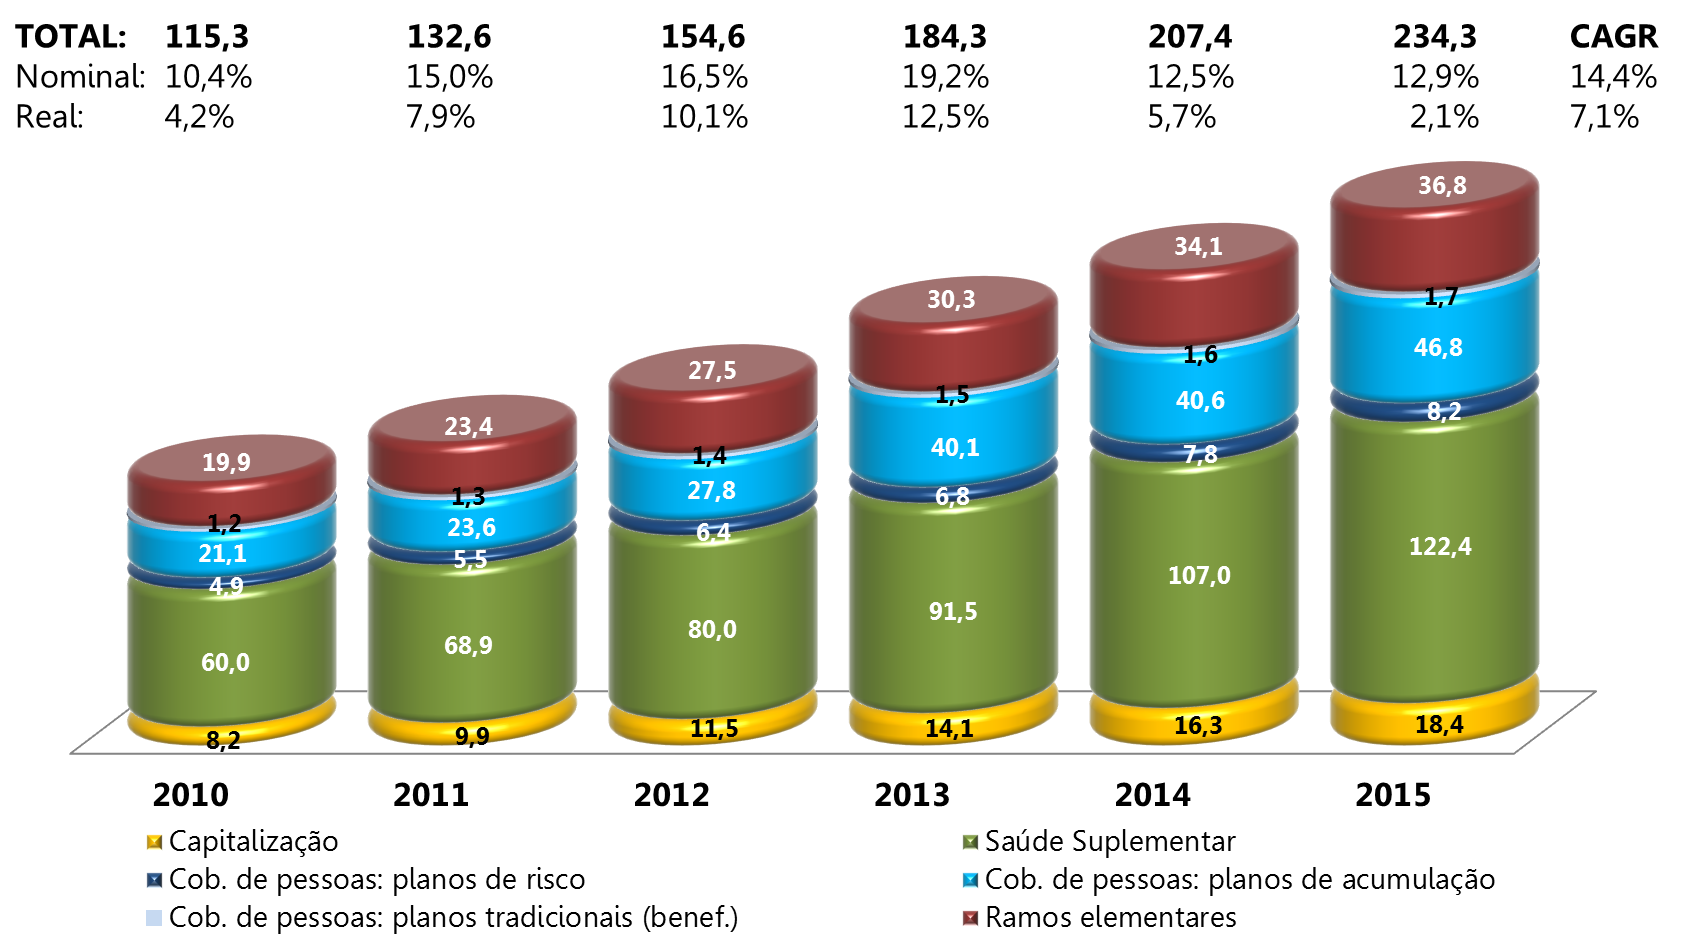 TOTAL: 115,3 132,6 154,6 184,3 207,4 234,3 CAGR
Nominal: 10,4% 15,0% 16,5% 19,2% 12,5% 12,9% 14,4%
Real: 4,2% 7,9% 10,1% 12,5% 5,7% 2,1% 7,1%
19,9 23,4 27,5 30,3 34,1 36,8
1,2 1,3 1,4 1,5 1,6 1,7
21,1 23,6 27,8 40,1 40,6 46,8
4,9 5,5 6,4 6,8 7,8 8,2
60,0 68,9 80,0 91,5 107,0 122,4
8,2 9,9 11,5 14,1 16,3 18,4
2010 2011 2012 2013 2014 2015
Capitalização Saúde Suplementar
Cob. de pessoas: planos de risco Cob. de pessoas: planos de acumulação
Cob. de pessoas: planos tradicionais (benef.) Ramos elementares